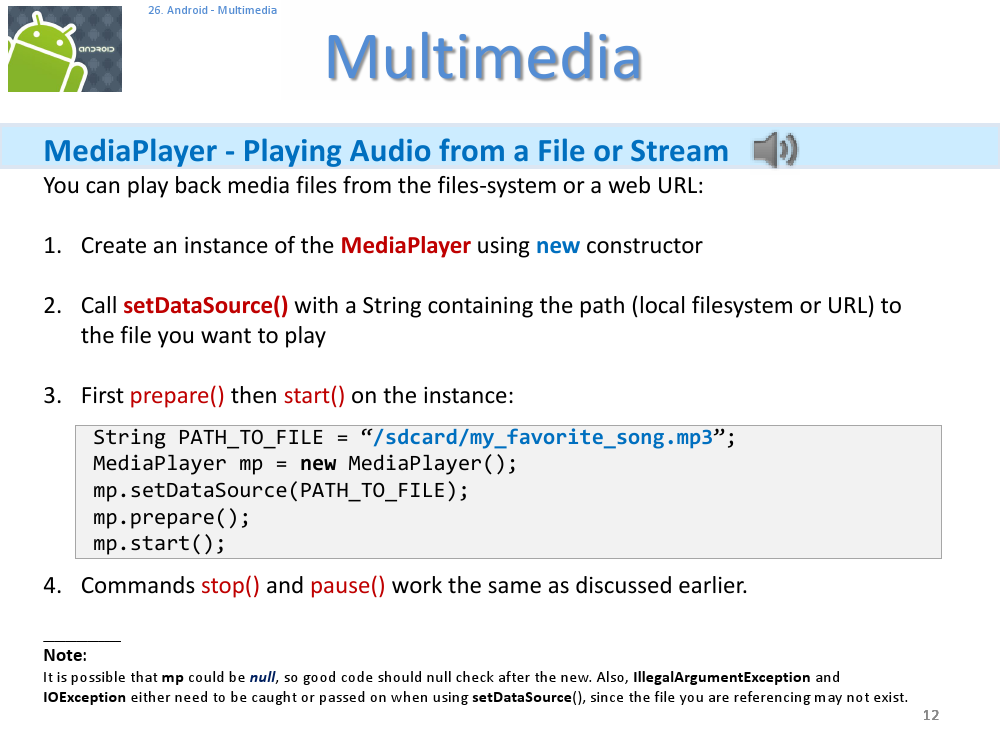 26. Android - Multimedia
ANDROID
Multimedia
MediaPlayer - Playing Audio from a File or Stream
You can play back media files from the files-system or a web URL:
1. Create an instance of the MediaPlayer using new constructor
2. Call setDataSource() with a String containing the path (local filesystem or URL) to
the file you want to play
3. First prepare() then start() on the instance:
String PATH_TO_FILE = “/sdcard/my_favorite_song.mp3”;
MediaPlayer mp = new MediaPlayer();
mp.setDataSource(PATH_TO_FILE);
mp.prepare();
mp.start();
4. Commands stop() and pause() work the same as discussed earlier.
Note:
It is possible that mp could be null, so good code should null check after the new. Also, IllegalArgumentException and
IOException either need to be caught or passed on when using setDataSource(), since the file you are referencing may not exist.
12